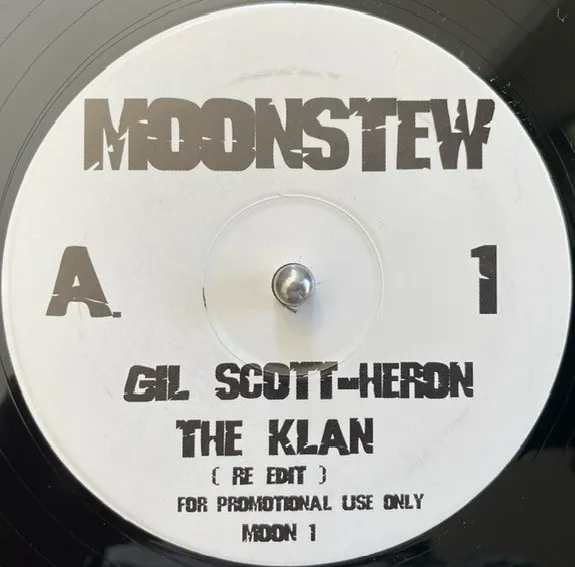 MOONSTEW
A. 1
GIL SCOTT-HERON
THE KLAN
( RE EDIT )
FOR PROMOTIONAL USE ONLY
MOON 1